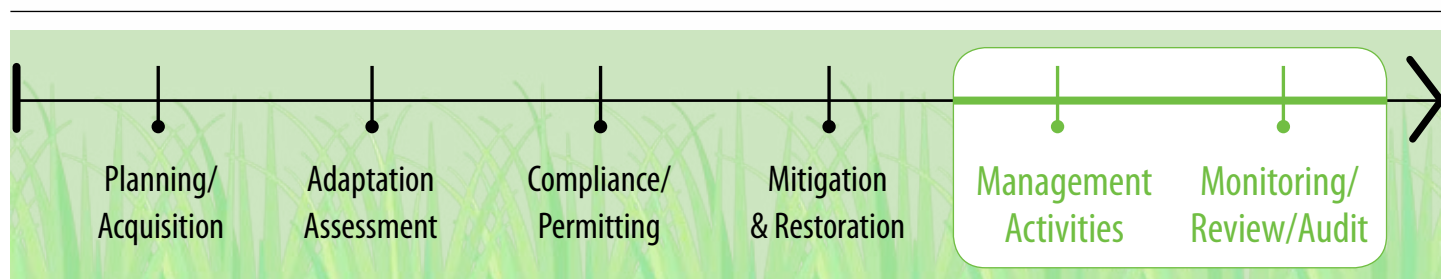 Planning/
Acquisition
Adaptation
Assessment
Compliance/
Permitting
Mitigation
& Restoration
Management
Activities
Monitoring/
Review/Audit